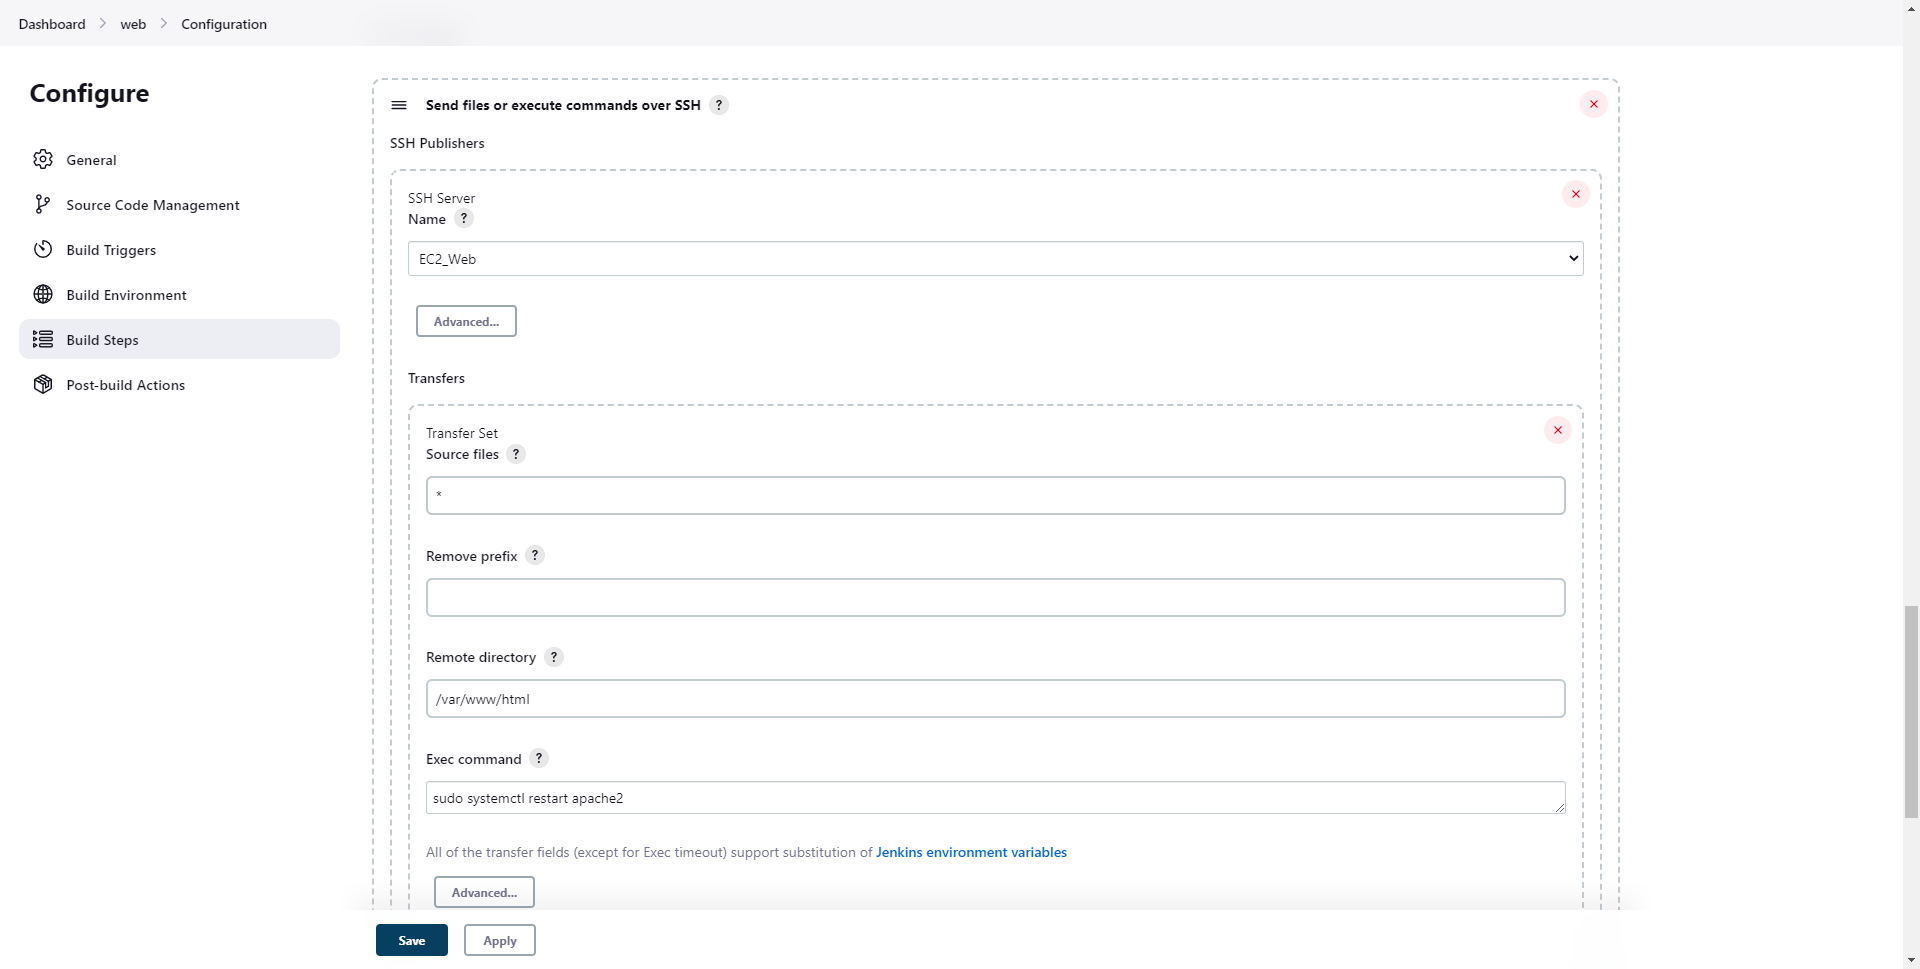 Dashboard > web > Configuration
Configure
General
Source Code Management
Build Triggers
Build Environment
Build Steps
Post-build Actions
Send files or execute commands over SSH ?
SSH Publishers
SSH Server
Name ?
EC2_Web
Advanced...
Transfers
Transfer Set
Source files ?
*
Remove prefix ?
Remote directory ?
/var/www/html
Exec command ?
sudo systemctl restart apache2
All of the transfer fields (except for Exec timeout) support substitution of Jenkins environment variables
Advanced...
Save Apply